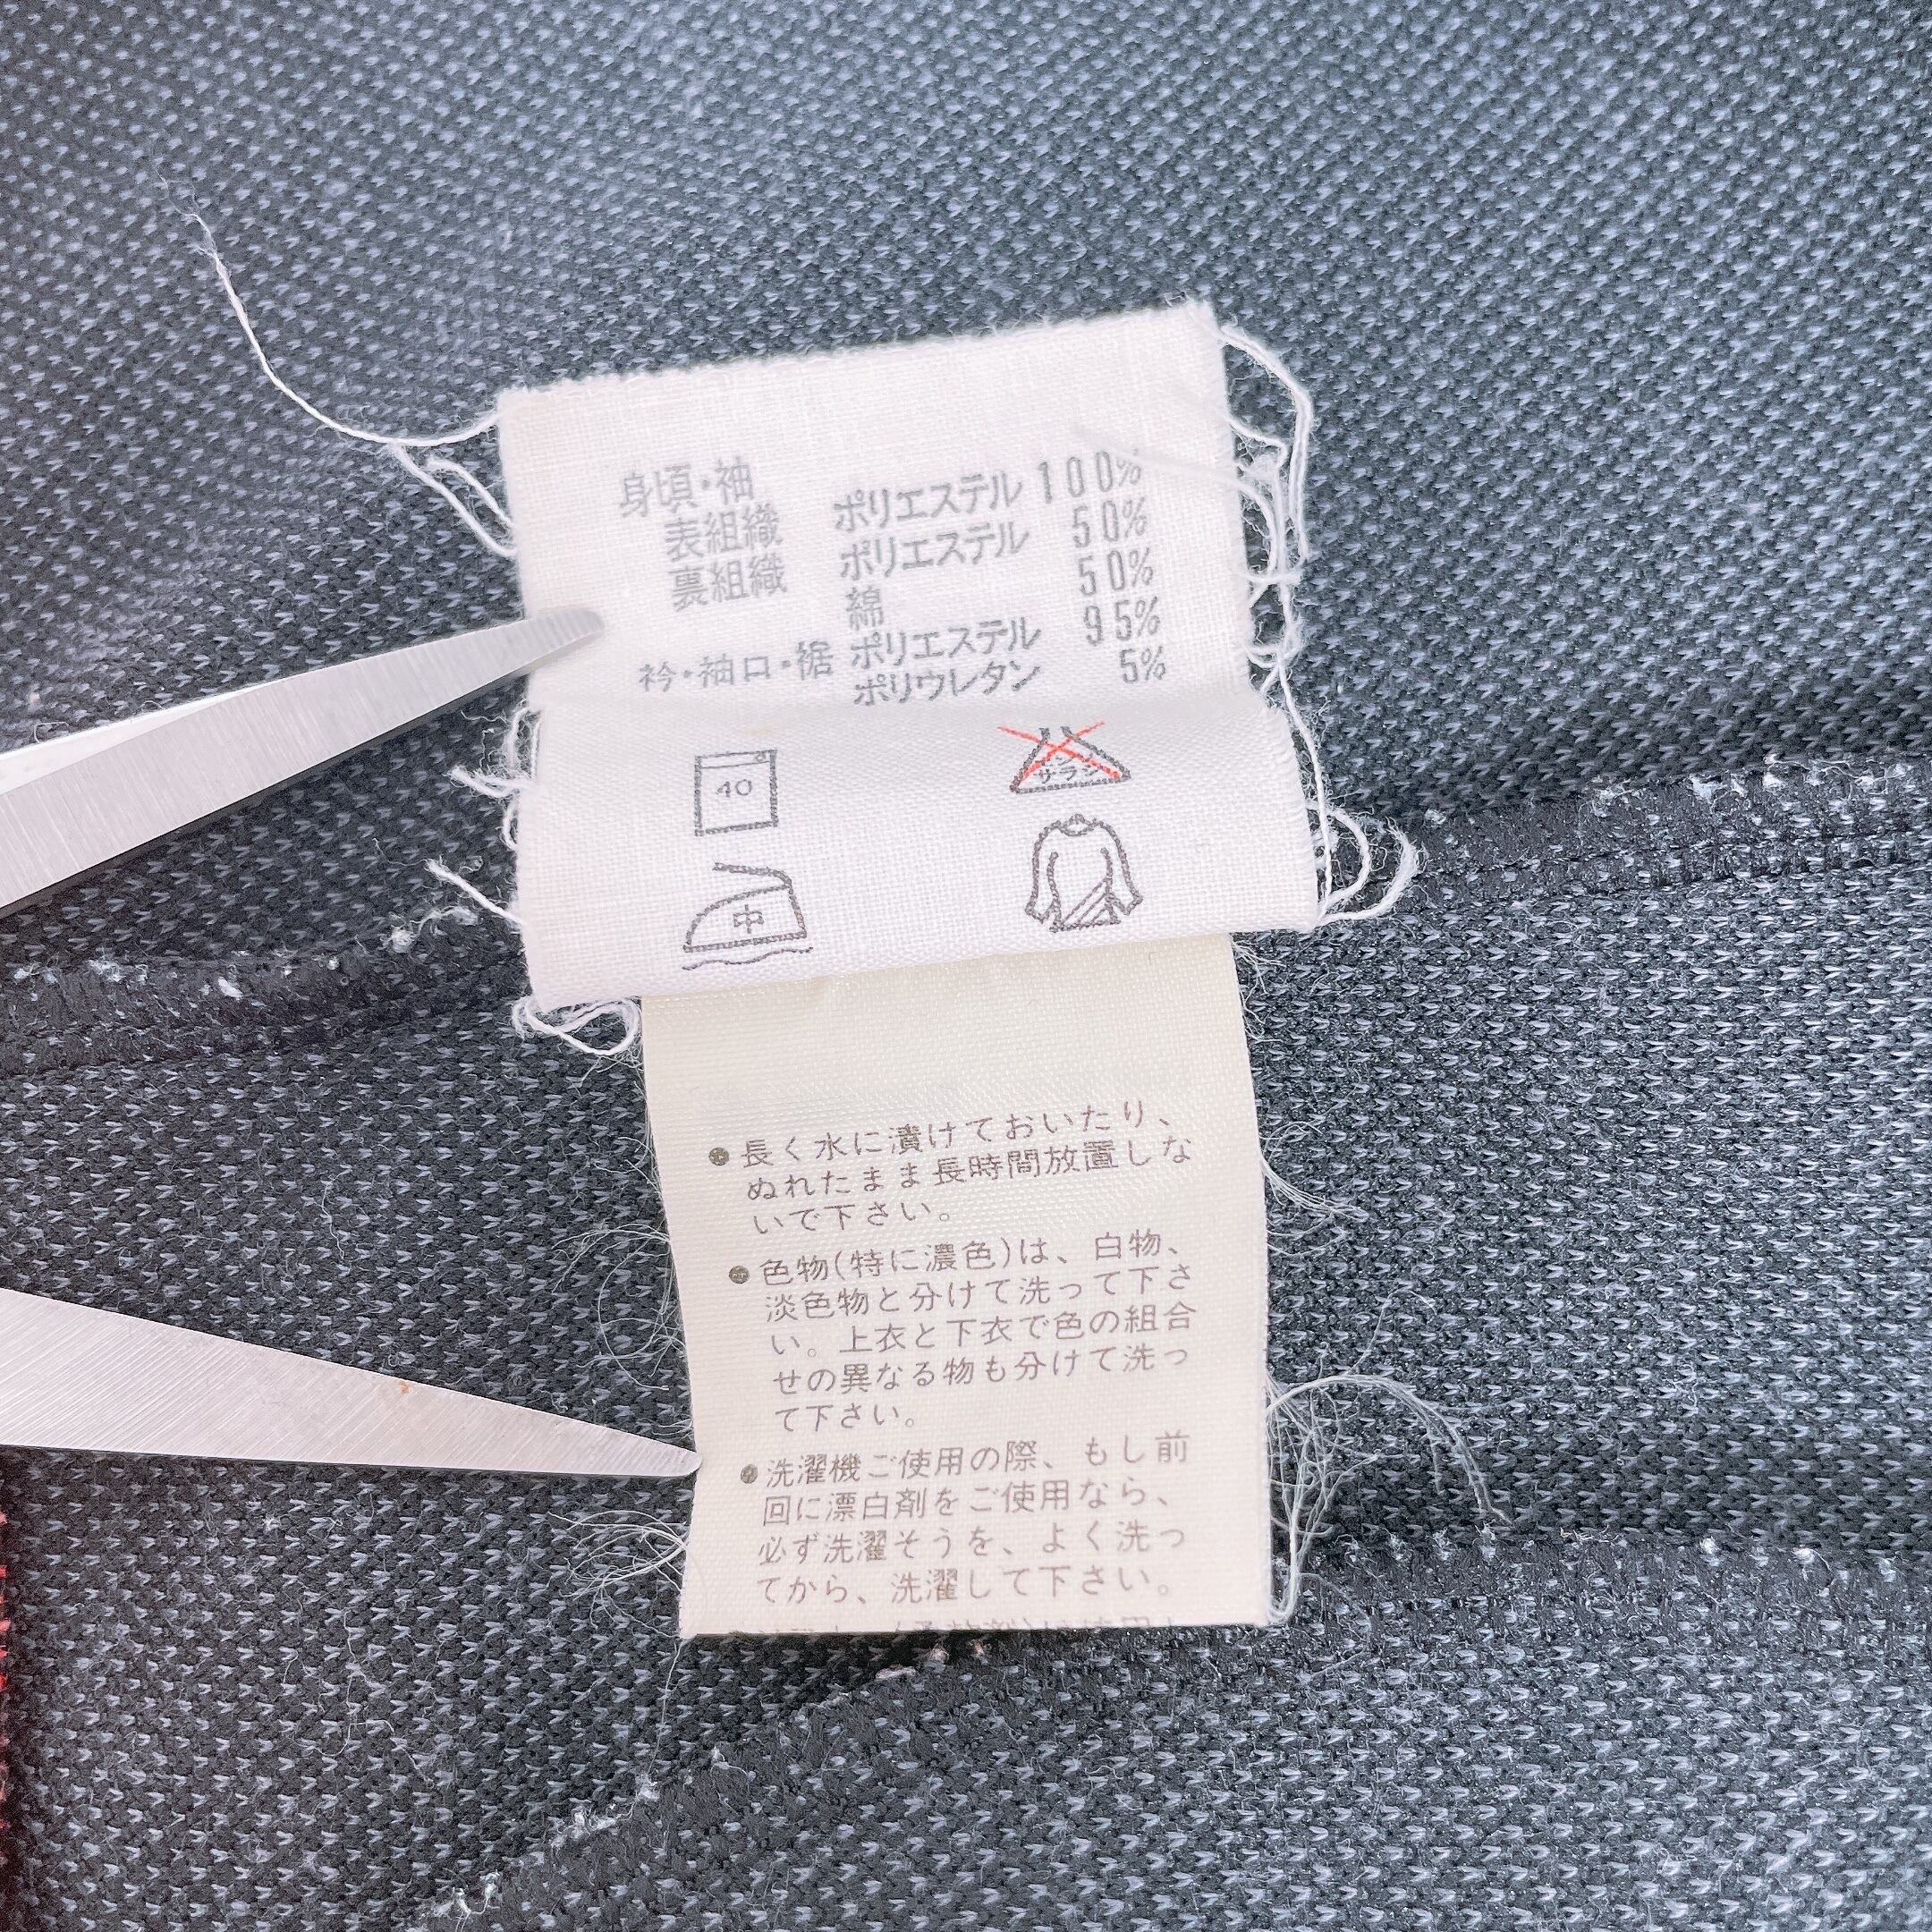 身頃・袖
表組織 ポリエステル 100%
裏組織 ポリエステル 50%
綿 50%
衿・袖口・裾 ポリエステル 95%
ポリウレタン 5%
40
サラシ
中
●長く水に漬けておいたり、
ぬれたまま長時間放置しな
いで下さい。
●色物(特に濃色)は、白物、
淡色物と分けて洗って下さ
い。上衣と下衣で色の組合
せの異なる物も分けて洗っ
て下さい。
●洗濯機ご使用の際、もし前
回に漂白剤をご使用なら、
必ず洗濯そうを、よく洗っ
てから、洗濯して下さい。